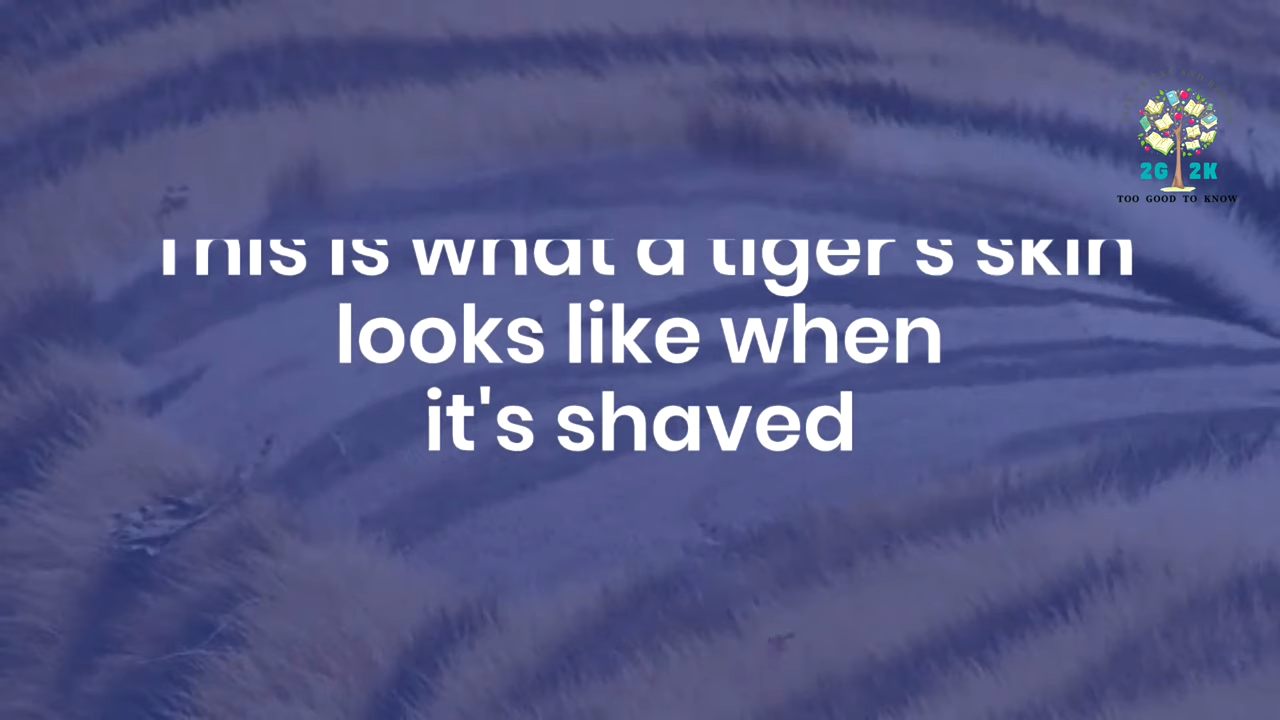 This is what a tiger's skin
looks like when
it's shaved
2G 2K
TOO GOOD TO KNOW